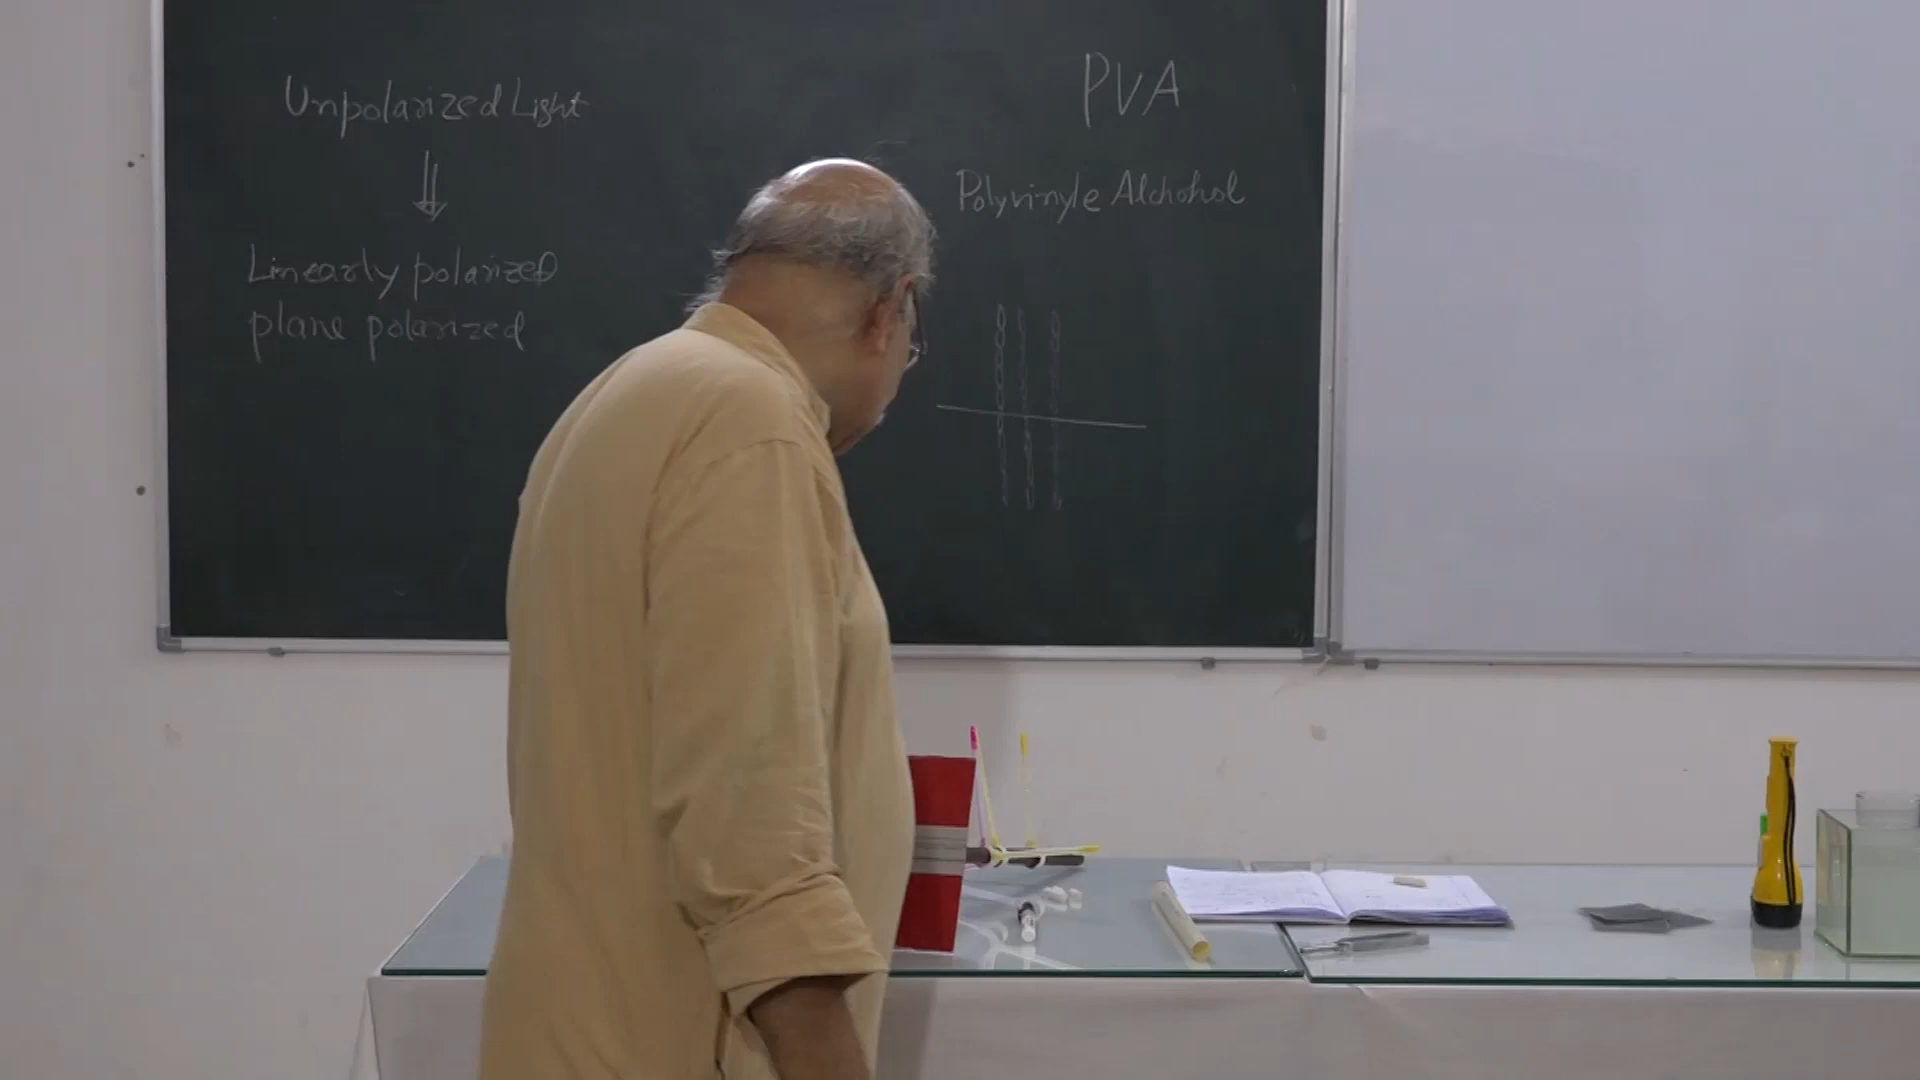 Unpolarized Light
Linearly polarized
plane polarized
PVA
Polyvinyle Alchohol